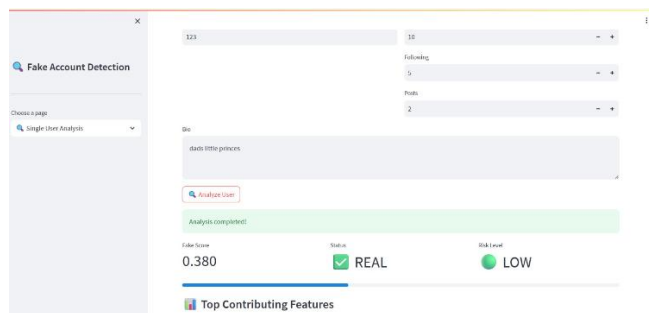 123
10
Fake Account Detection
Following
5
Posts
Choose a page
2
Single User Analysis
Bio
dads little princes
Analyze User
Analysis completed!
Fake Score
Status
Risk Level
0.380
REAL
LOW
Top Contributing Features